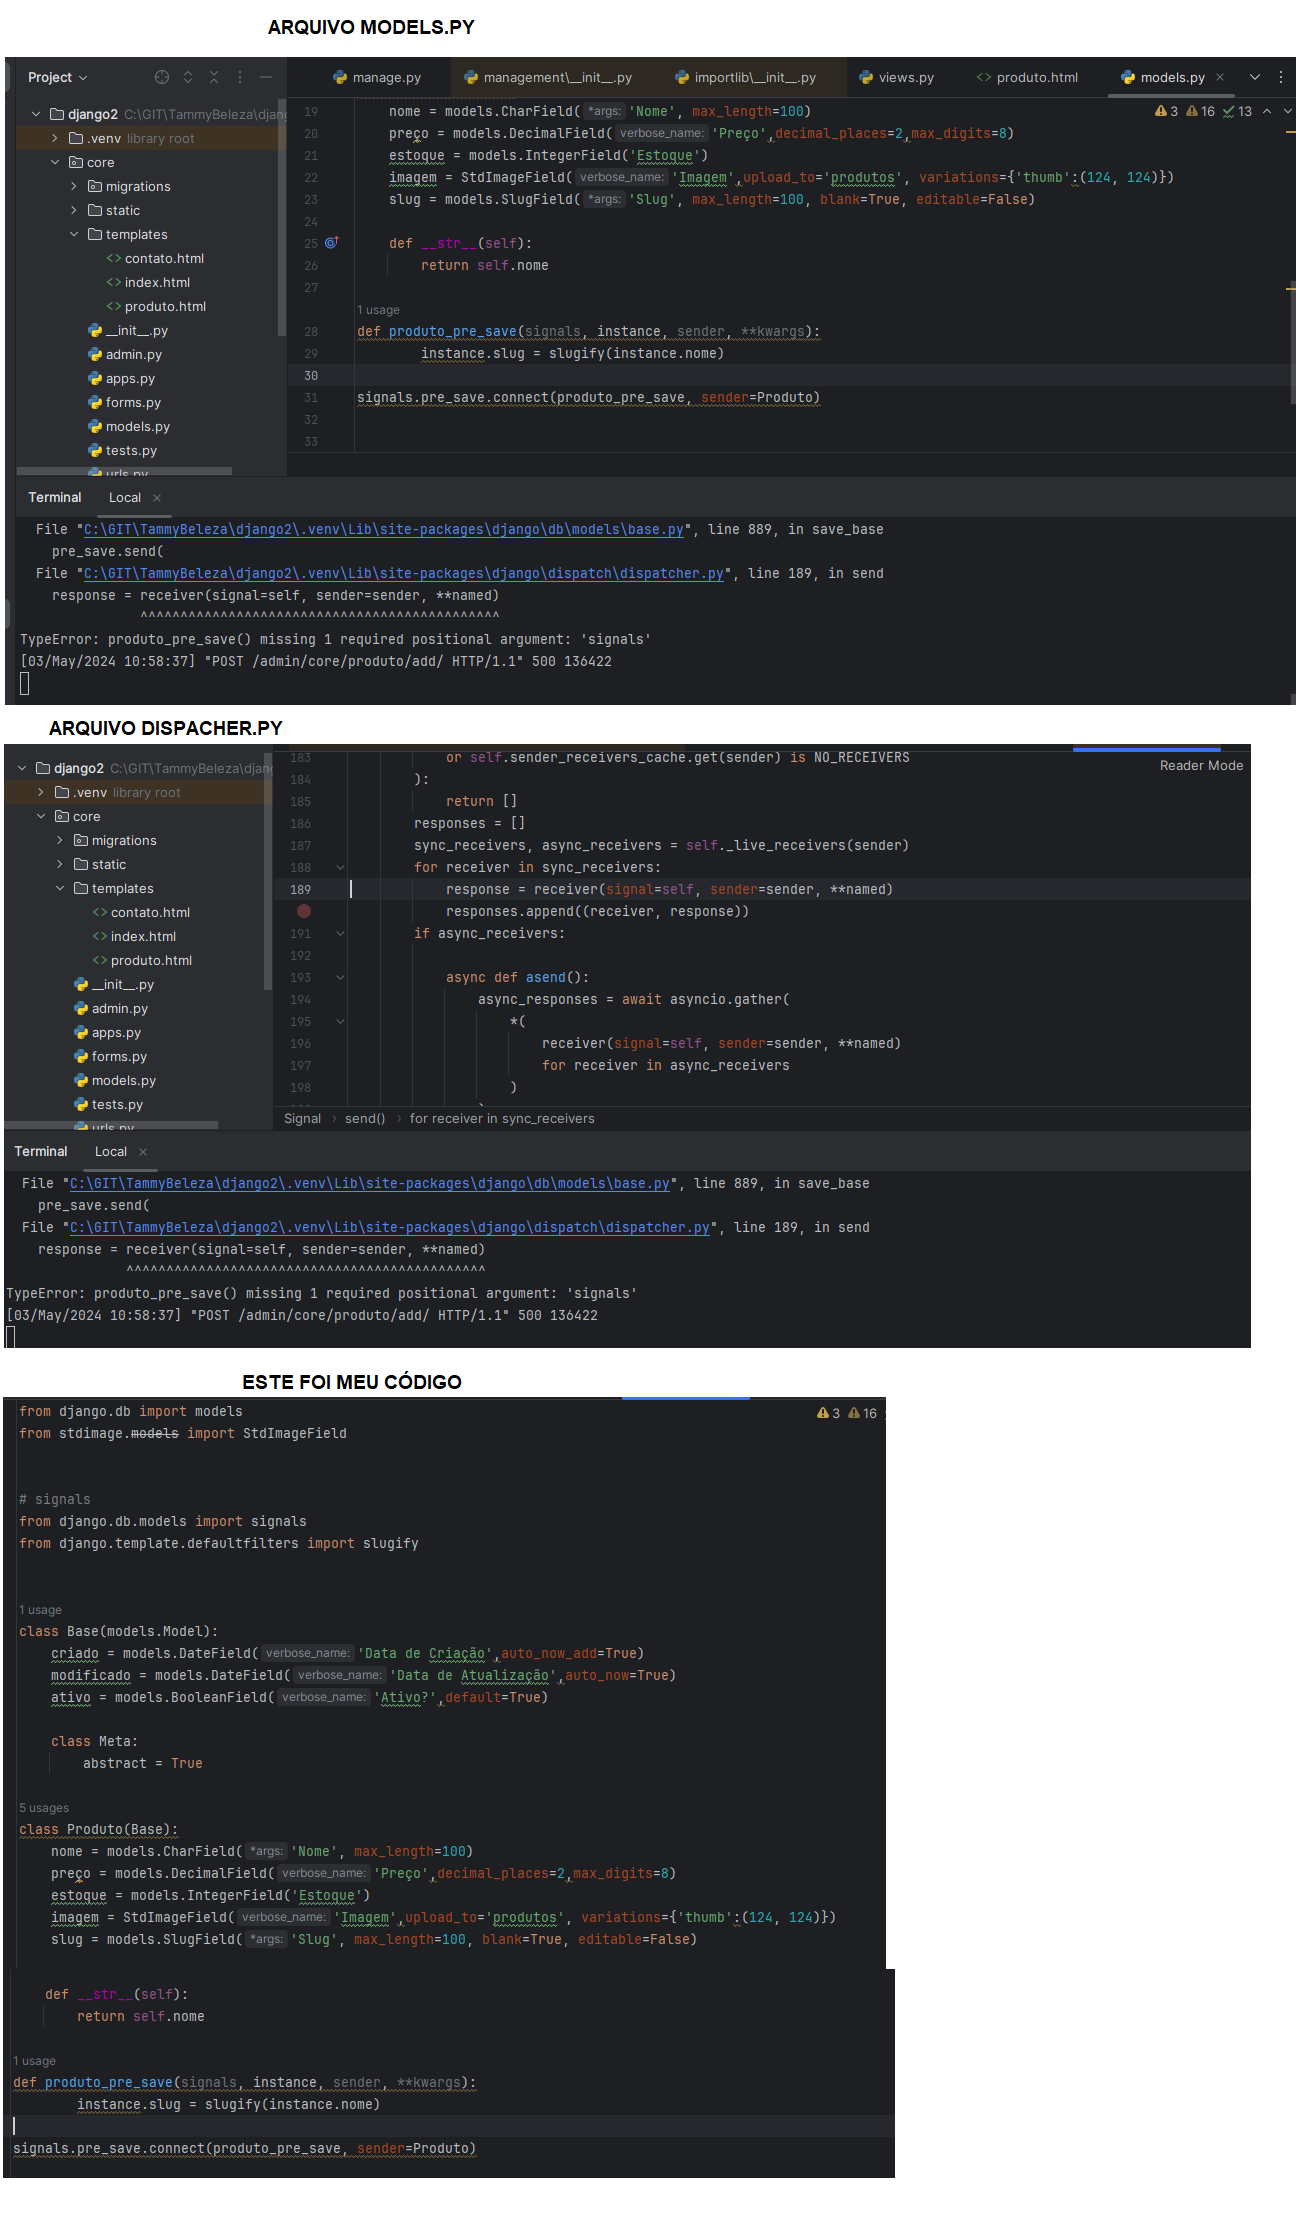 ARQUIVO MODELS.PY
Project
manage.py
management\__init__.py
importlib\__init__.py
views.py
produto.html
models.py
django2 C:\GIT\TammyBeleza\djang
.venv library root
core
migrations
static
templates
contato.html
index.html
produto.html
__init__.py
admin.py
apps.py
forms.py
models.py
tests.py
urls.py
3 16 13
19 nome = models.CharField( *args: 'Nome', max_length=100)
20 preço = models.DecimalField( verbose_name: 'Preço',decimal_places=2,max_digits=8)
21 estoque = models.IntegerField('Estoque')
22 imagem = StdImageField( verbose_name: 'Imagem',upload_to='produtos', variations={'thumb':(124, 124)})
23 slug = models.SlugField( *args: 'Slug', max_length=100, blank=True, editable=False)
24
25 def __str__(self):
26 return self.nome
27
1 usage
28 def produto_pre_save(signals, instance, sender, **kwargs):
29 instance.slug = slugify(instance.nome)
30
31 signals.pre_save.connect(produto_pre_save, sender=Produto)
32
33
Terminal Local
File "C:\GIT\TammyBeleza\django2\.venv\Lib\site-packages\django\db\models\base.py", line 889, in save_base
pre_save.send(
File "C:\GIT\TammyBeleza\django2\.venv\Lib\site-packages\django\dispatch\dispatcher.py", line 189, in send
response = receiver(signal=self, sender=sender, **named)
^^^^^^^^^^^^^^^^^^^^^^^^^^^^^^^^^^^^^^^^^^^^^
TypeError: produto_pre_save() missing 1 required positional argument: 'signals'
[03/May/2024 10:58:37] "POST /admin/core/produto/add/ HTTP/1.1" 500 136422
ARQUIVO DISPACHER.PY
django2 C:\GIT\TammyBeleza\djang
.venv library root
core
migrations
static
templates
contato.html
index.html
produto.html
__init__.py
admin.py
apps.py
forms.py
models.py
tests.py
urls.py
Reader Mode
183 or self.sender_receivers_cache.get(sender) is NO_RECEIVERS
184 ):
185 return []
186 responses = []
187 sync_receivers, async_receivers = self._live_receivers(sender)
188 for receiver in sync_receivers:
189 response = receiver(signal=self, sender=sender, **named)
responses.append((receiver, response))
191 if async_receivers:
192
193 async def asend():
194 async_responses = await asyncio.gather(
195 *(
196 receiver(signal=self, sender=sender, **named)
197 for receiver in async_receivers
198 )
Signal > send() > for receiver in sync_receivers
Terminal Local
File "C:\GIT\TammyBeleza\django2\.venv\Lib\site-packages\django\db\models\base.py", line 889, in save_base
pre_save.send(
File "C:\GIT\TammyBeleza\django2\.venv\Lib\site-packages\django\dispatch\dispatcher.py", line 189, in send
response = receiver(signal=self, sender=sender, **named)
^^^^^^^^^^^^^^^^^^^^^^^^^^^^^^^^^^^^^^^^^^^^^
TypeError: produto_pre_save() missing 1 required positional argument: 'signals'
[03/May/2024 10:58:37] "POST /admin/core/produto/add/ HTTP/1.1" 500 136422
ESTE FOI MEU CÓDIGO
3 16
from django.db import models
from stdimage.models import StdImageField
# signals
from django.db.models import signals
from django.template.defaultfilters import slugify
1 usage
class Base(models.Model):
criado = models.DateField( verbose_name: 'Data de Criação',auto_now_add=True)
modificado = models.DateField( verbose_name: 'Data de Atualização',auto_now=True)
ativo = models.BooleanField( verbose_name: 'Ativo?',default=True)
class Meta:
abstract = True
5 usages
class Produto(Base):
nome = models.CharField( *args: 'Nome', max_length=100)
preço = models.DecimalField( verbose_name: 'Preço',decimal_places=2,max_digits=8)
estoque = models.IntegerField('Estoque')
imagem = StdImageField( verbose_name: 'Imagem',upload_to='produtos', variations={'thumb':(124, 124)})
slug = models.SlugField( *args: 'Slug', max_length=100, blank=True, editable=False)
def __str__(self):
return self.nome
1 usage
def produto_pre_save(signals, instance, sender, **kwargs):
instance.slug = slugify(instance.nome)
signals.pre_save.connect(produto_pre_save, sender=Produto)